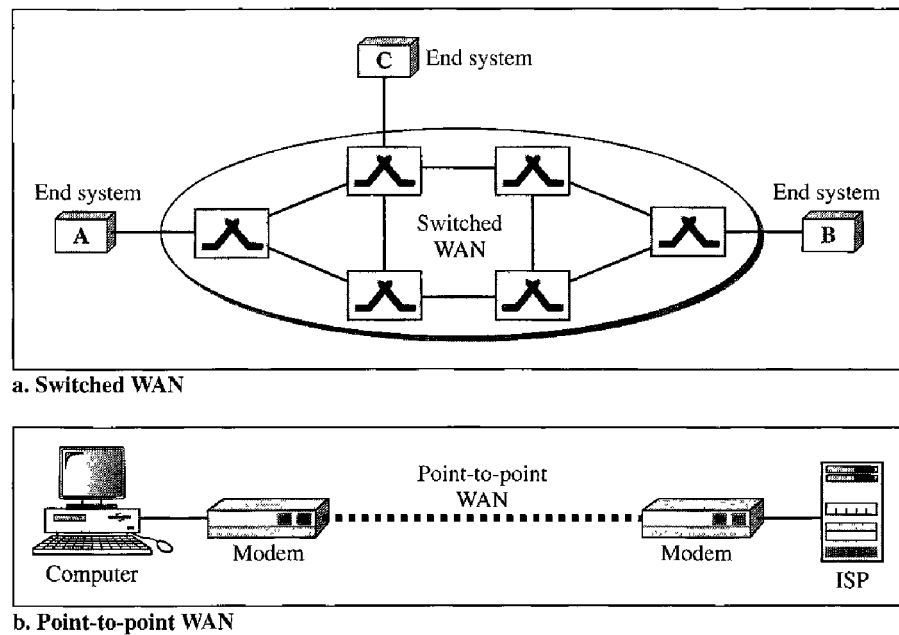 C
End system
End system
A
Switched
WAN
End system
B
a. Switched WAN
Point-to-point
WAN
Modem
Modem
Computer
ISP
b. Point-to-point WAN